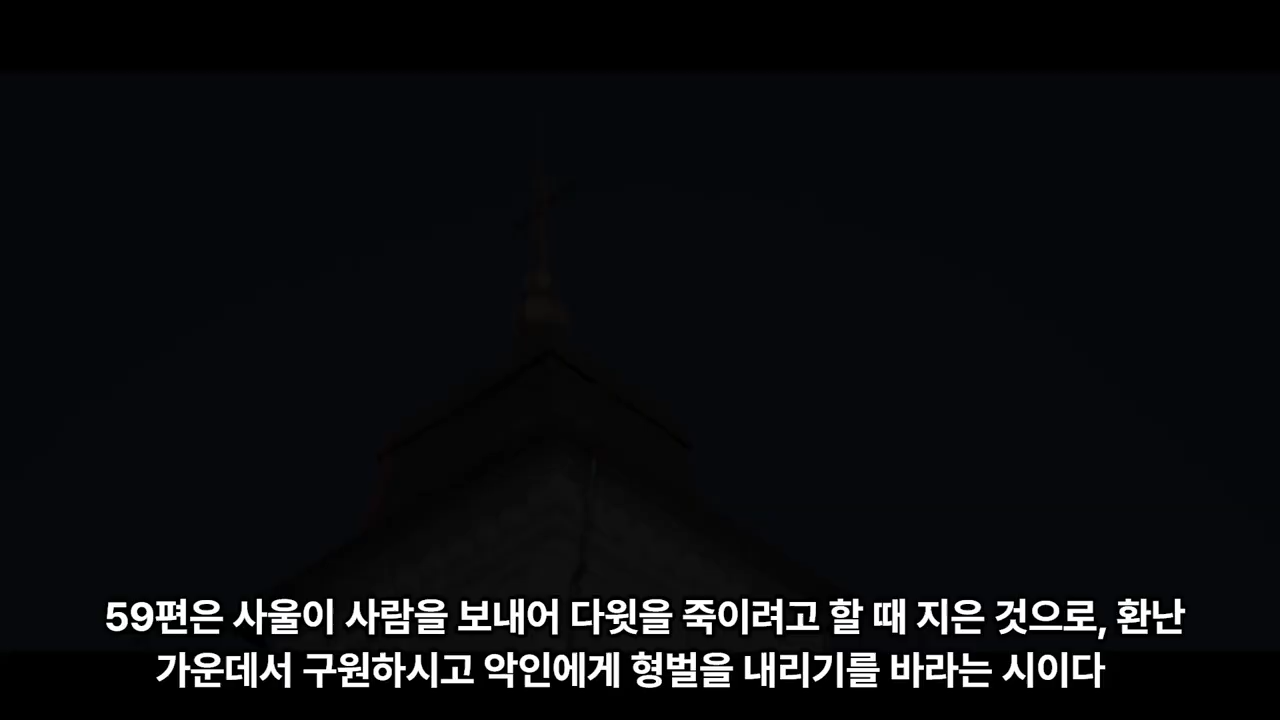 59편은 사울이 사람을 보내어 다윗을 죽이려고 할 때 지은 것으로, 환난
가운데서 구원하시고 악인에게 형벌을 내리기를 바라는 시이다